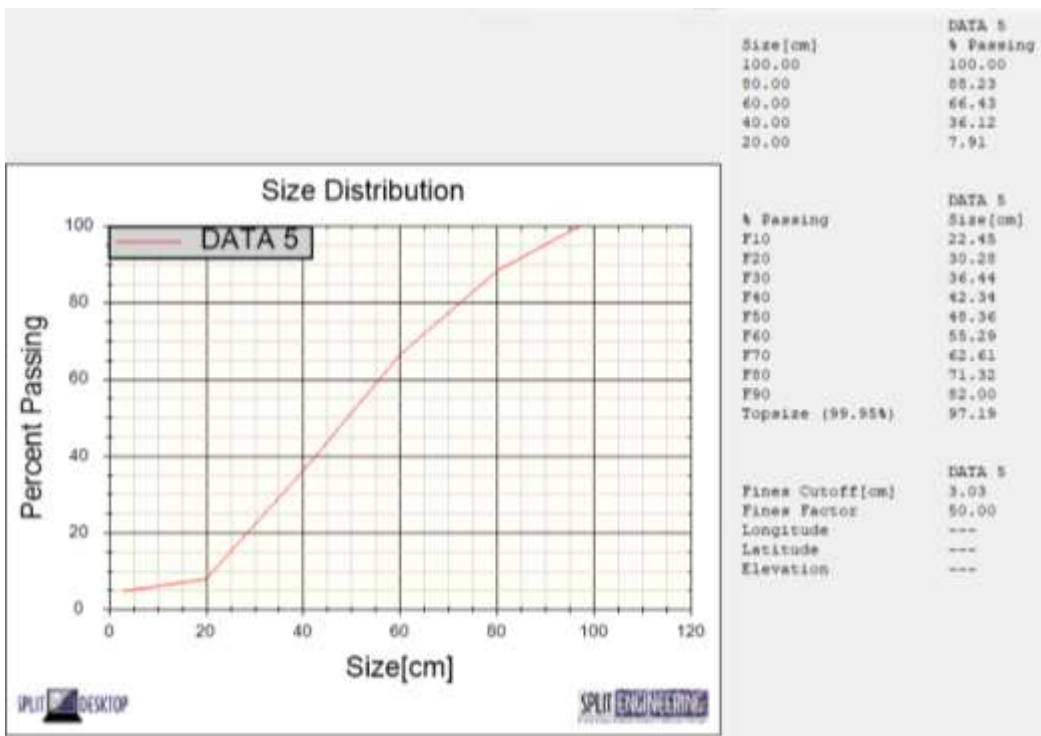 Size Distribution
DATA 5
Percent Passing
100
80
60
40
20
0
0 20 40 60 80 100 120
Size[cm]
SPLIT DESKTOP
SPLIT ENGINEERING
DATA 5
Size[cm] % Passing
100.00 100.00
80.00 88.23
60.00 66.43
40.00 36.12
20.00 7.91
DATA 5
% Passing Size[cm]
F10 22.45
F20 30.28
F30 36.44
F40 42.34
F50 48.36
F60 55.29
F70 62.61
F80 71.32
F90 82.00
Topsize (99.95%) 97.19
DATA 5
Fines Cutoff[cm] 3.03
Fines Factor 50.00
Longitude ---
Latitude ---
Elevation ---